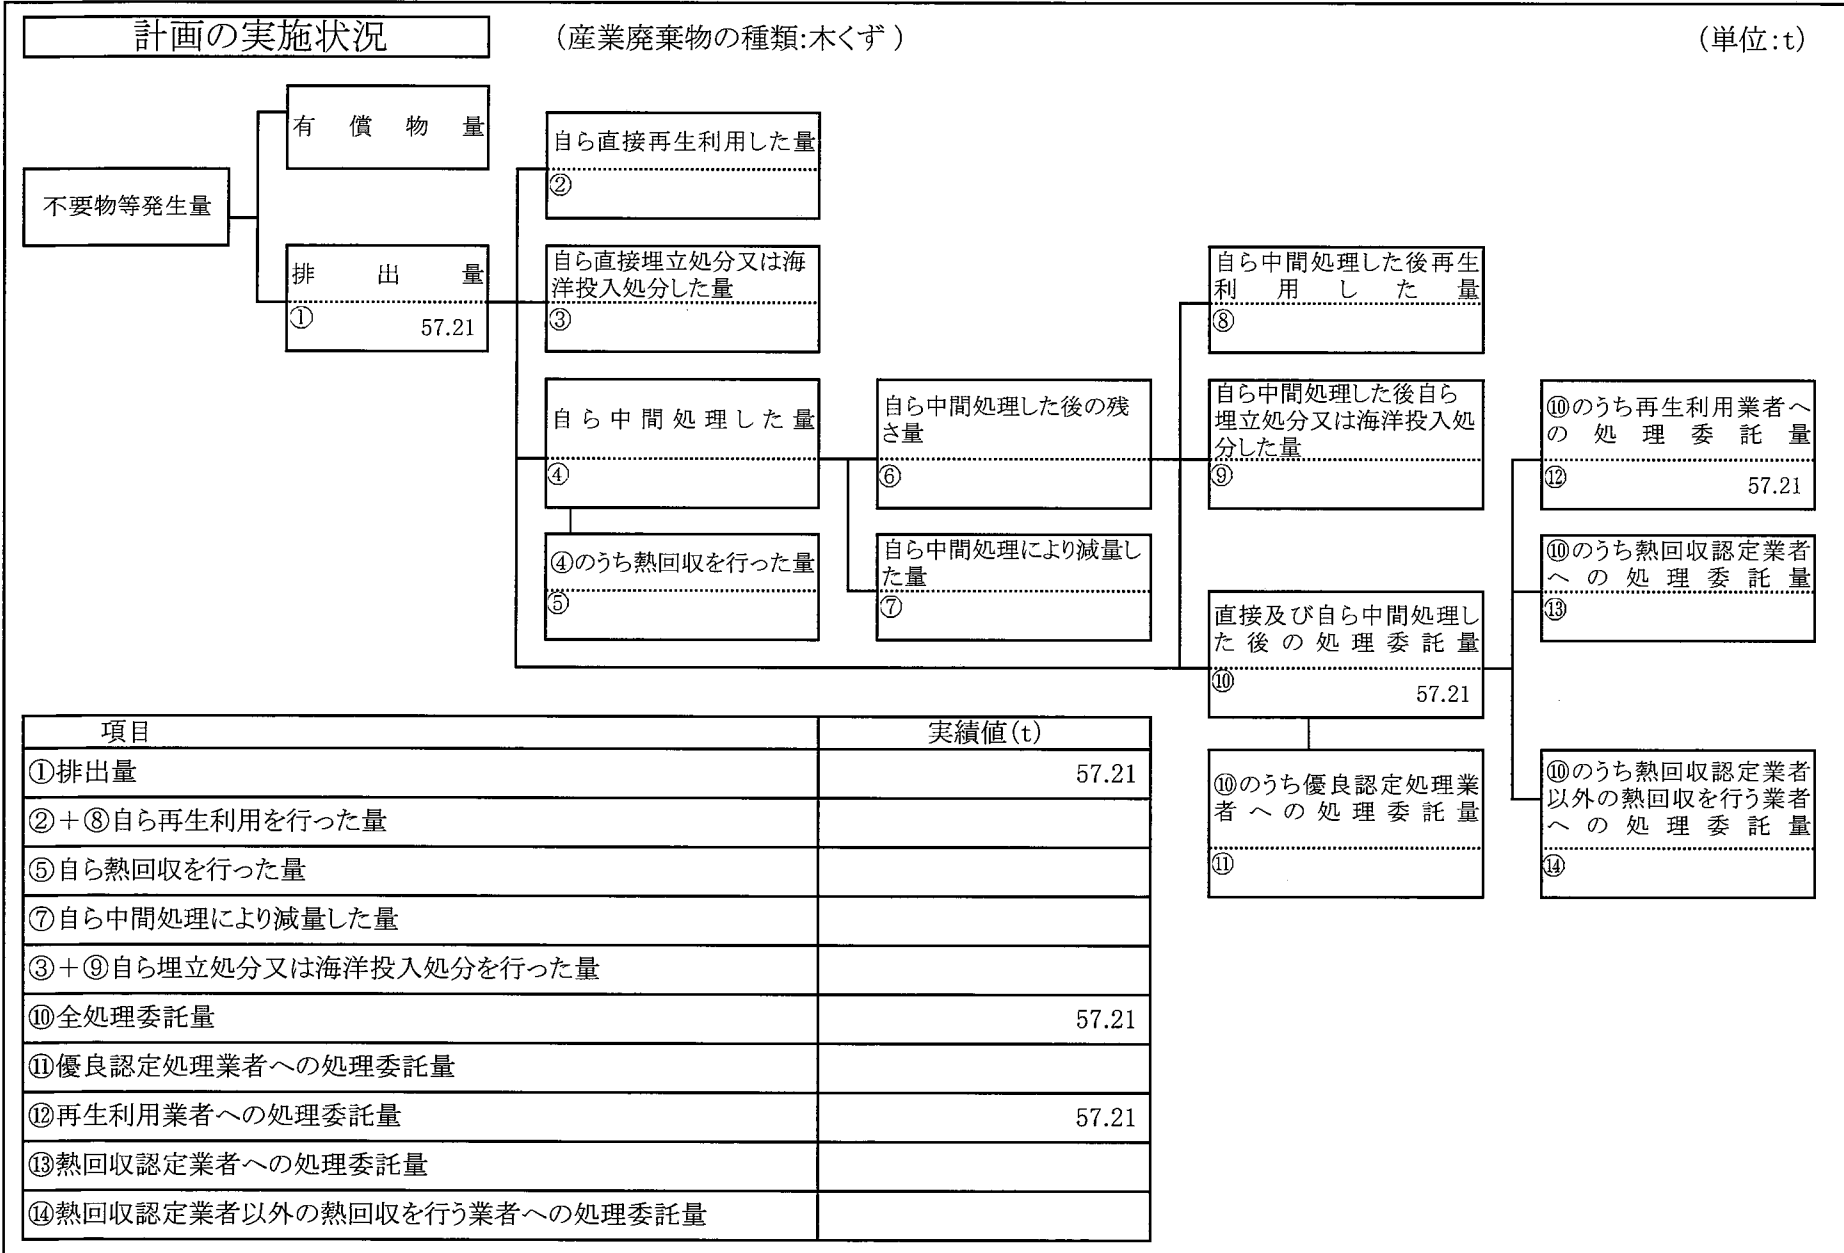 計画の実施状況
（産業廃棄物の種類:木くず ）
（単位:t）
有償物量
不要物等発生量
排出量
①
57.21
自ら直接再生利用した量
②
自ら直接埋立処分又は海
洋投入処分した量
③
自ら中間処理した量
④
④のうち熱回収を行った量
⑤
自ら中間処理した後の残
さ量
⑥
自ら中間処理により減量し
た量
⑦
自ら中間処理した後再生
利用した量
⑧
自ら中間処理した後自ら
埋立処分又は海洋投入処
分した量
⑨
直接及び自ら中間処理し
た後の処理委託量
⑩
57.21
⑩のうち優良認定処理業
者への処理委託量
⑪
⑩のうち再生利用業者へ
の処理委託量
⑫
57.21
⑩のうち熱回収認定業者
への処理委託量
⑬
⑩のうち熱回収認定業者
以外の熱回収を行う業者
への処理委託量
⑭
項目 実績値(t)
①排出量 57.21
②＋⑧自ら再生利用を行った量
⑤自ら熱回収を行った量
⑦自ら中間処理により減量した量
③＋⑨自ら埋立処分又は海洋投入処分を行った量
⑩全処理委託量 57.21
⑪優良認定処理業者への処理委託量
⑫再生利用業者への処理委託量 57.21
⑬熱回収認定業者への処理委託量
⑭熱回収認定業者以外の熱回収を行う業者への処理委託量